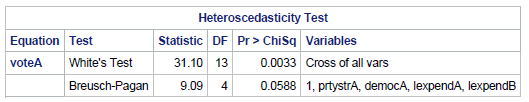 Heteroscedasticity Test
Equation Test Statistic DF Pr > ChiSq Variables
voteA White's Test 31.10 13 0.0033 Cross of all vars
Breusch-Pagan 9.09 4 0.0588 1, prtystrA, democA, lexpendA, lexpendB